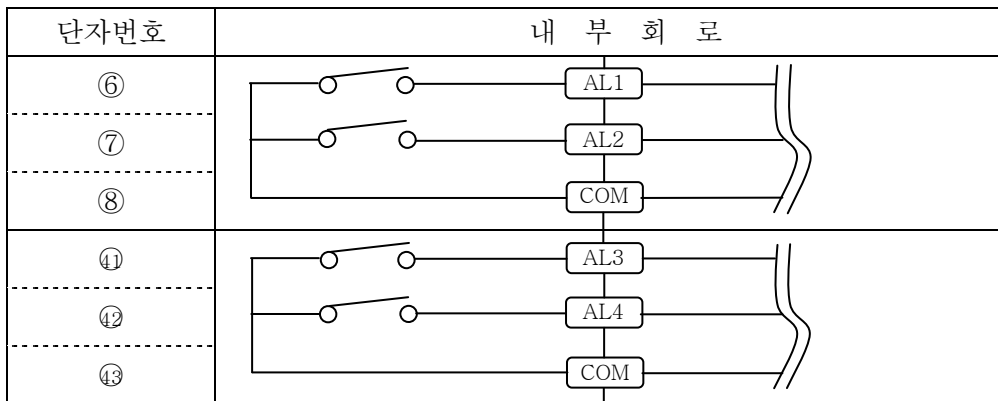 단자번호 내 부 회 로
⑥ AL1
⑦ AL2
⑧ COM
㊶ AL3
㊷ AL4
㊸ COM